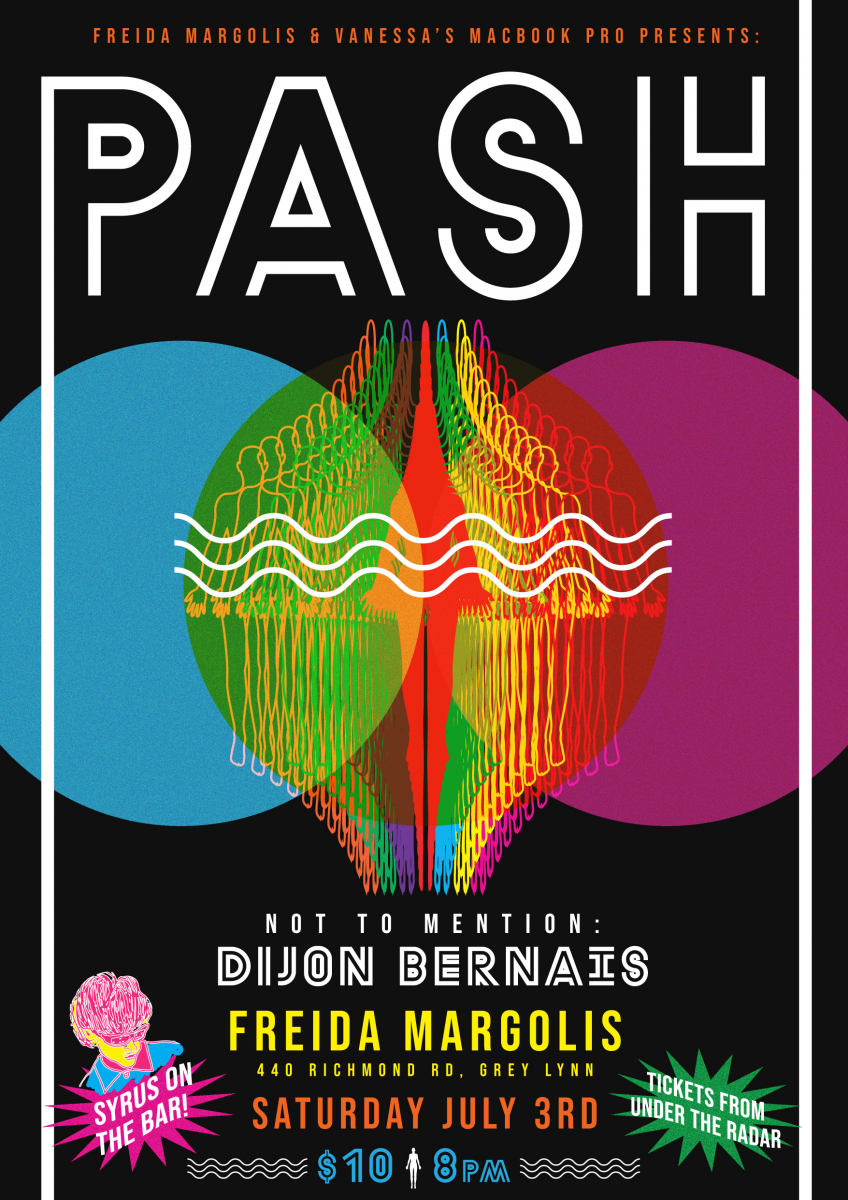 FREIDA MARGOLIS & VANESSA'S MACBOOK PRO PRESENTS:
PASH
NOT TO MENTION:
DIJON BERNAIS
FREIDA MARGOLIS
440 RICHMOND RD, GREY LYNN
SYRUS ON
THE BAR!
SATURDAY JULY 3RD
TICKETS FROM
UNDER THE RADAR
$10 8PM